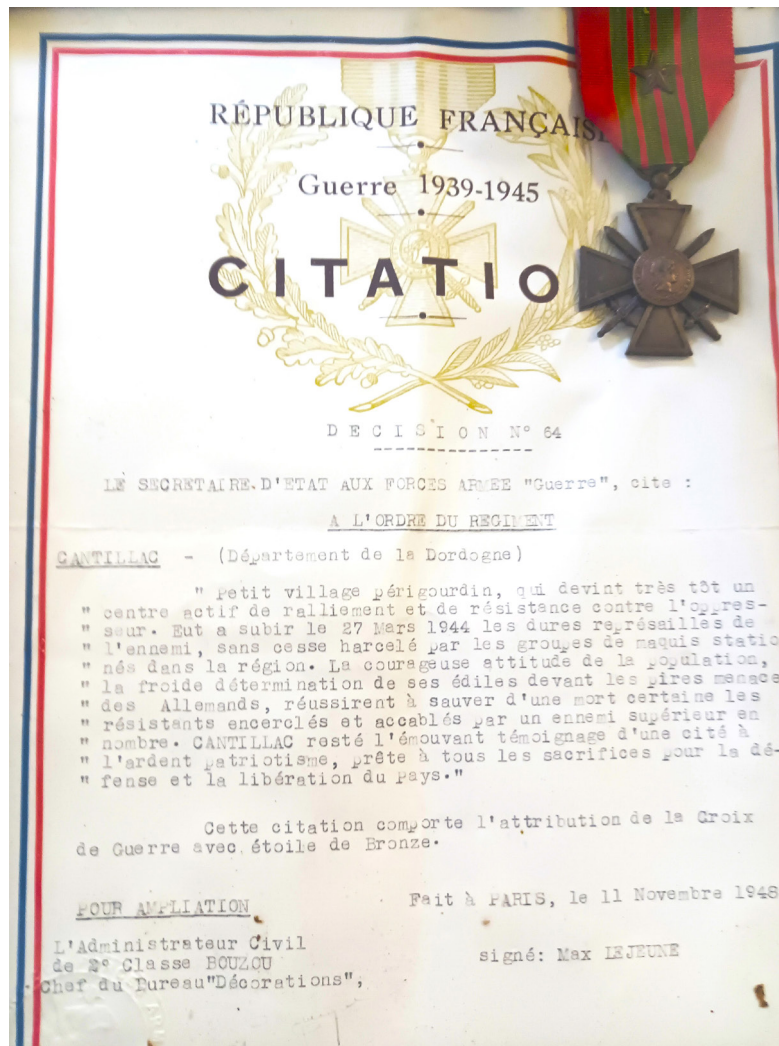 RÉPUBLIQUE FRANÇAISE
Guerre 1939-1945
CITATIO
DECISION N° 64
LE SECRETAIRE.D'ETAT AUX FORCES ARMEE "Guerre", cite :
A L'ORDRE DU REGIMENT
CANTILLAC - (Département de la Dordogne)
" Petit village périgourdin, qui devint très tôt un
" centre actif de ralliement et de résistance contre l'oppres-
" seur. Eut a subir le 27 Mars 1944 les dures représailles de
" l'ennemi, sans cesse harcelé par les groupes de maquis statio
" nés dans la région. La courageuse attitude de la population,
" la froide détermination de ses édiles devant les pires menace
" des Allemands, réussirent à sauver d'une mort certaine les
" résistants encerclés et accablés par un ennemi supérieur en
" nombre. CANTILLAC resté l'émouvant témoignage d'une cité à
" l'ardent patriotisme, prête à tous les sacrifices pour la dé-
" fense et la libération du Pays."
Cette citation comporte l'attribution de la Croix
de Guerre avec étoile de Bronze.
Fait à PARIS, le 11 Novembre 1948
POUR AMPLIATION
L'Administrateur Civil
de 2° Classe BOUZOU
Chef du Bureau"Décorations",
signé: Max LEJEUNE